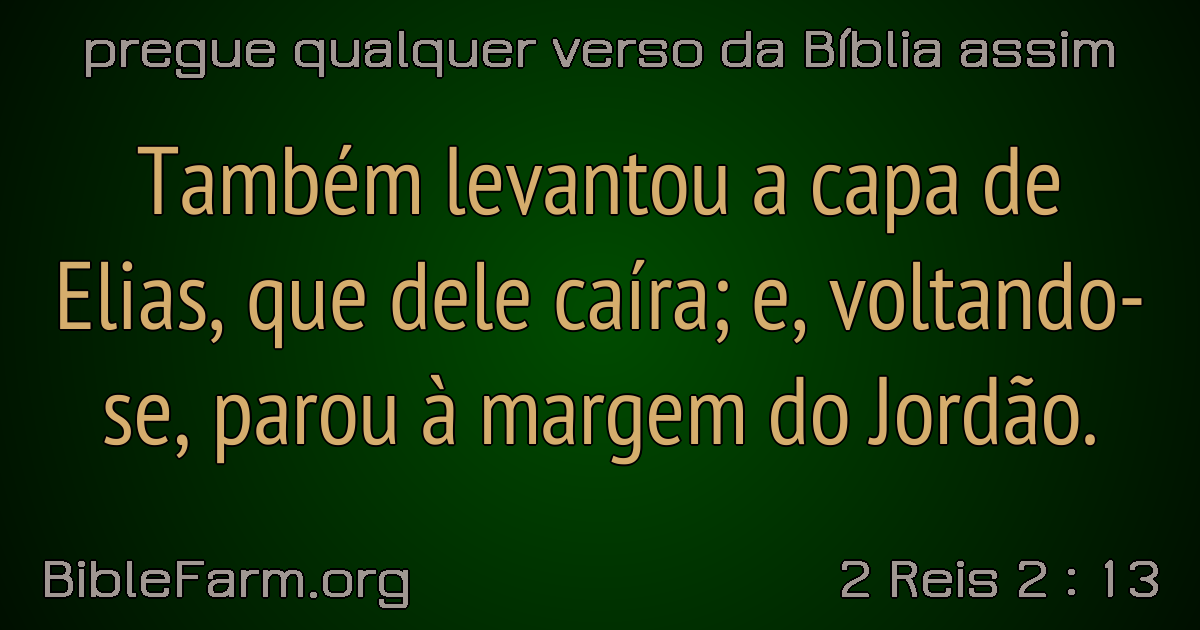 pregue qualquer verso da Bíblia assim
Também levantou a capa de
Elias, que dele caíra; e, voltando-
se, parou à margem do Jordão.
BibleFarm.org
2 Reis 2 : 13